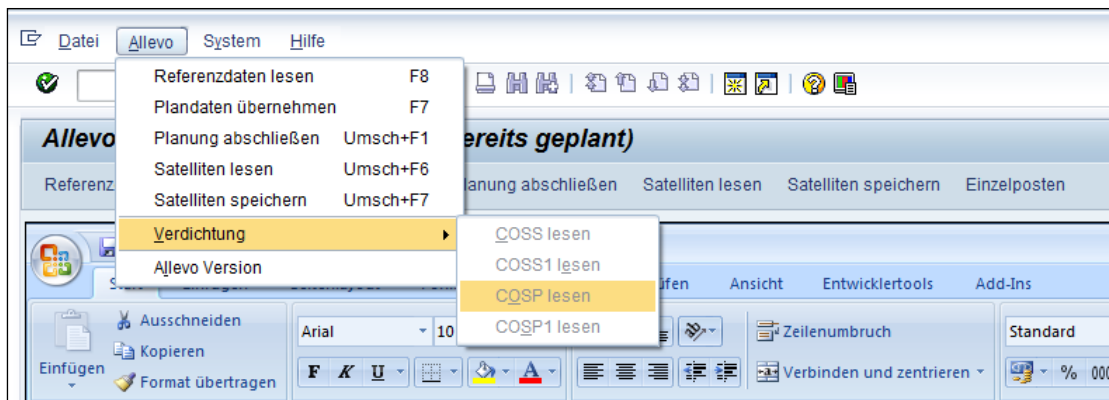 Datei Allevo System Hilfe
Referenzdaten lesen F8
Plandaten übernehmen F7
Allevo ereits geplant)
Planung abschließen Umsch+F1
Satelliten lesen Umsch+F6
Referenz lanung abschließen Satelliten lesen Satelliten speichern Einzelposten
Satelliten speichern Umsch+F7
Verdichtung
COSS lesen
Allevo Version
COSS1 lesen
üfen Ansicht Entwicklertools Add-Ins
COSP lesen
COSP1 lesen
Ausschneiden
Arial 10 Zeilenumbruch Standard
Kopieren
Einfügen
Format übertragen
F K U A Verbinden und zentrieren % 000